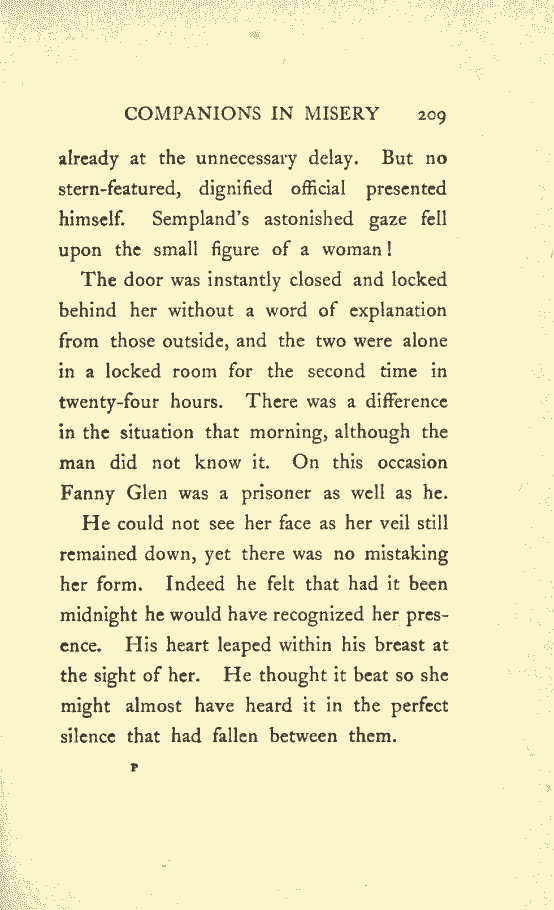 COMPANIONS IN MISERY 209
already at the unnecessary delay. But no
stern-featured, dignified official presented
himself. Sempland's astonished gaze fell
upon the small figure of a woman!
The door was instantly closed and locked
behind her without a word of explanation
from those outside, and the two were alone
in a locked room for the second time in
twenty-four hours. There was a difference
in the situation that morning, although the
man did not know it. On this occasion
Fanny Glen was a prisoner as well as he.
He could not see her face as her veil still
remained down, yet there was no mistaking
her form. Indeed he felt that had it been
midnight he would have recognized her pres-
ence. His heart leaped within his breast at
the sight of her. He thought it beat so she
might almost have heard it in the perfect
silence that had fallen between them.
P